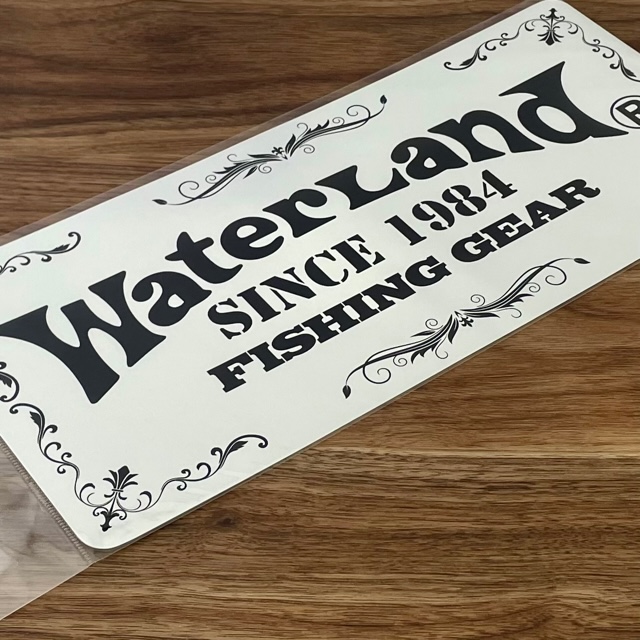 WaterLand®
SINCE 1984
FISHING GEAR